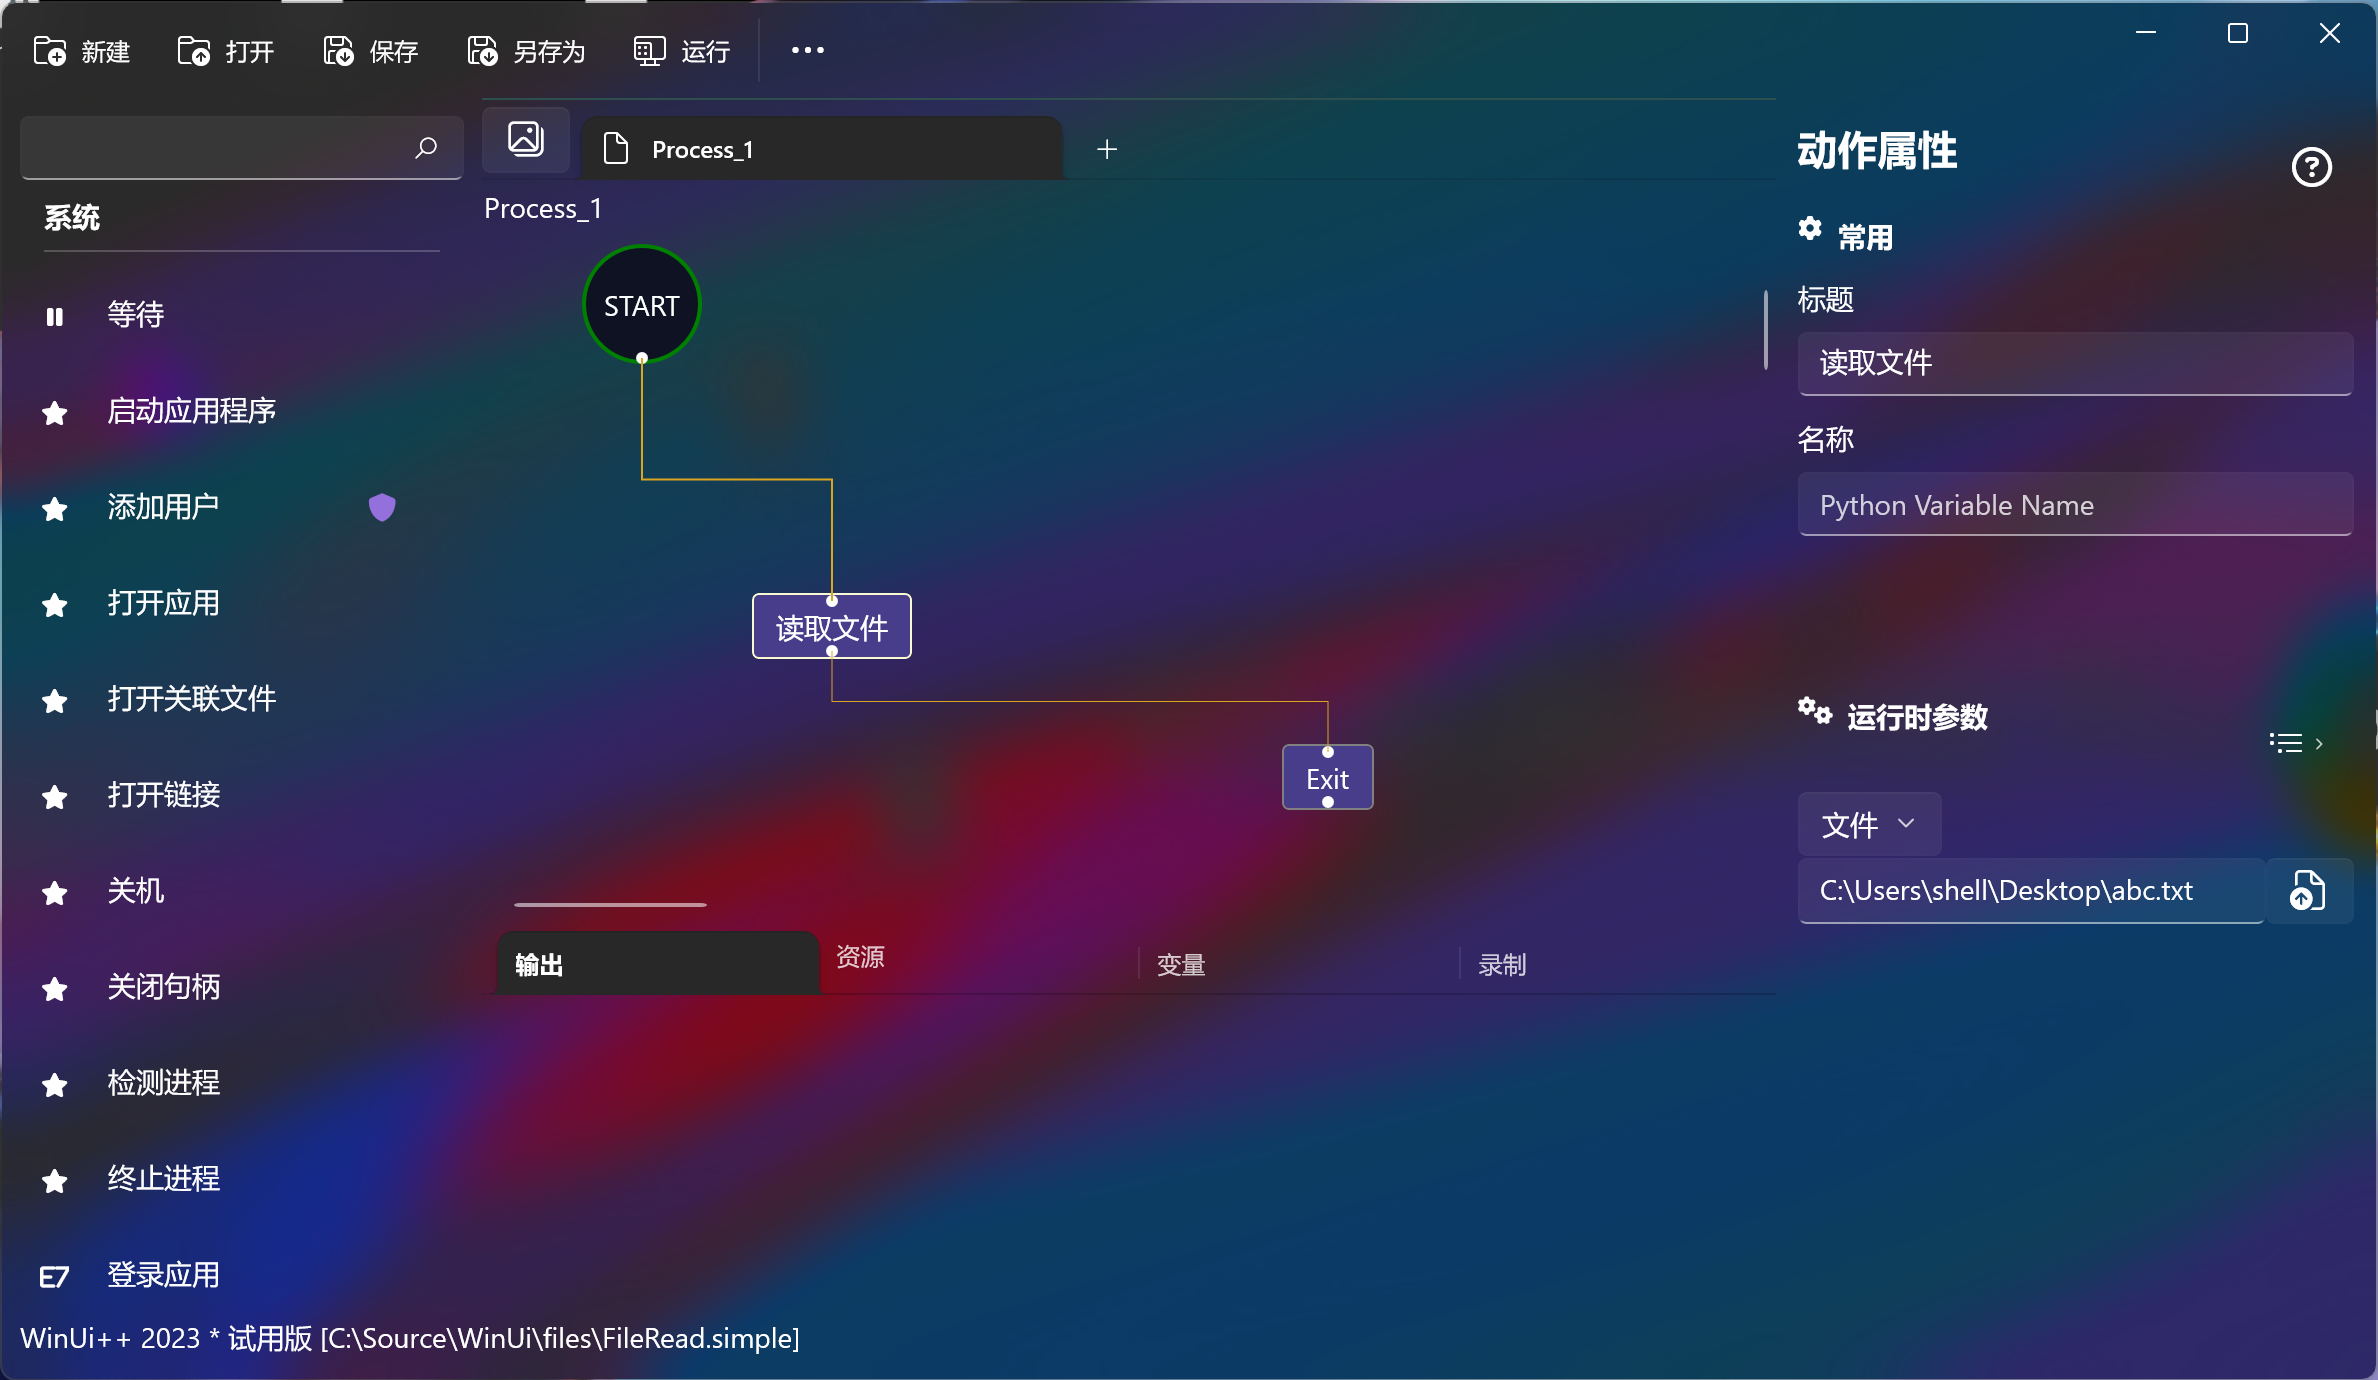 新建 打开 保存 另存为 运行
Process_1
系统
等待
启动应用程序
添加用户
打开应用
打开关联文件
打开链接
关机
关闭句柄
检测进程
终止进程
登录应用
Process_1
START
读取文件
Exit
输出 资源 变量 录制
动作属性
常用
标题
读取文件
名称
Python Variable Name
运行时参数
文件
C:\Users\shell\Desktop\abc.txt
WinUi++ 2023 * 试用版 [C:\Source\WinUi\files\FileRead.simple]